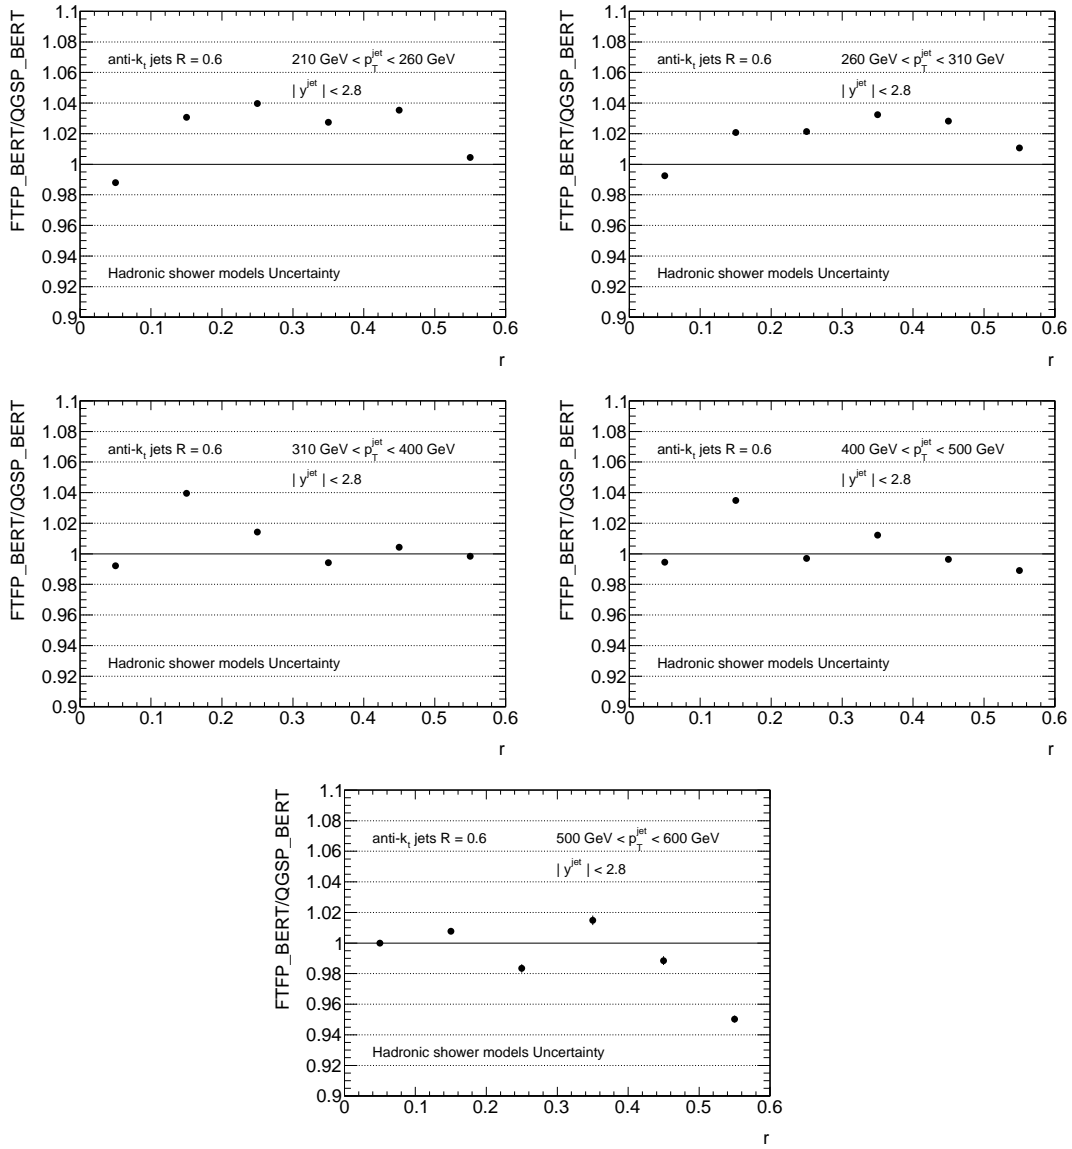 FTFP_BERT/QGSP_BERT
1.1
1.08
1.06
1.04
1.02
1
0.98
0.96
0.94
0.92
0.9
anti-k_t jets R = 0.6
210 GeV < p_T^jet < 260 GeV
| y^jet | < 2.8
Hadronic shower models Uncertainty
0 0.1 0.2 0.3 0.4 0.5 0.6
r
FTFP_BERT/QGSP_BERT
1.1
1.08
1.06
1.04
1.02
1
0.98
0.96
0.94
0.92
0.9
anti-k_t jets R = 0.6
260 GeV < p_T^jet < 310 GeV
| y^jet | < 2.8
Hadronic shower models Uncertainty
0 0.1 0.2 0.3 0.4 0.5 0.6
r
FTFP_BERT/QGSP_BERT
1.1
1.08
1.06
1.04
1.02
1
0.98
0.96
0.94
0.92
0.9
anti-k_t jets R = 0.6
310 GeV < p_T^jet < 400 GeV
| y^jet | < 2.8
Hadronic shower models Uncertainty
0 0.1 0.2 0.3 0.4 0.5 0.6
r
FTFP_BERT/QGSP_BERT
1.1
1.08
1.06
1.04
1.02
1
0.98
0.96
0.94
0.92
0.9
anti-k_t jets R = 0.6
400 GeV < p_T^jet < 500 GeV
| y^jet | < 2.8
Hadronic shower models Uncertainty
0 0.1 0.2 0.3 0.4 0.5 0.6
r
FTFP_BERT/QGSP_BERT
1.1
1.08
1.06
1.04
1.02
1
0.98
0.96
0.94
0.92
0.9
anti-k_t jets R = 0.6
500 GeV < p_T^jet < 600 GeV
| y^jet | < 2.8
Hadronic shower models Uncertainty
0 0.1 0.2 0.3 0.4 0.5 0.6
r